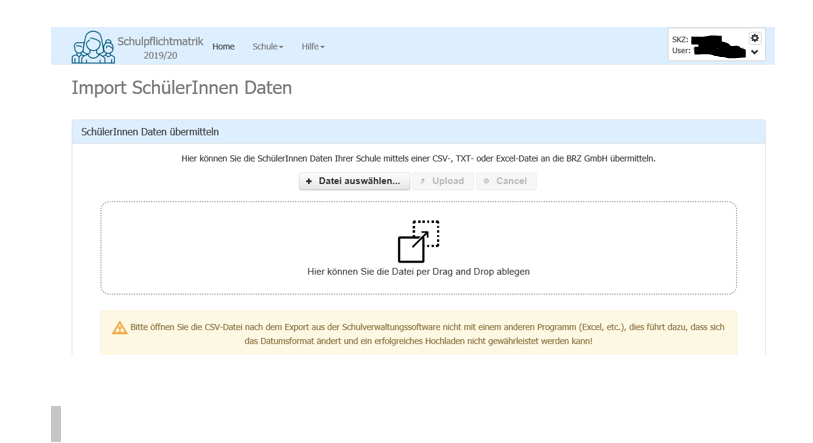 Schulpflichtmatrik
2019/20
Home Schule Hilfe
SKZ:
User:
Import SchülerInnen Daten
SchülerInnen Daten übermitteln
Hier können Sie die SchülerInnen Daten Ihrer Schule mittels einer CSV-, TXT- oder Excel-Datei an die BRZ GmbH übermitteln.
+ Datei auswählen... Upload Cancel
Hier können Sie die Datei per Drag and Drop ablegen
Bitte öffnen Sie die CSV-Datei nach dem Export aus der Schulverwaltungssoftware nicht mit einem anderen Programm (Excel, etc.), dies führt dazu, dass sich
das Datumsformat ändert und ein erfolgreiches Hochladen nicht gewährleistet werden kann!